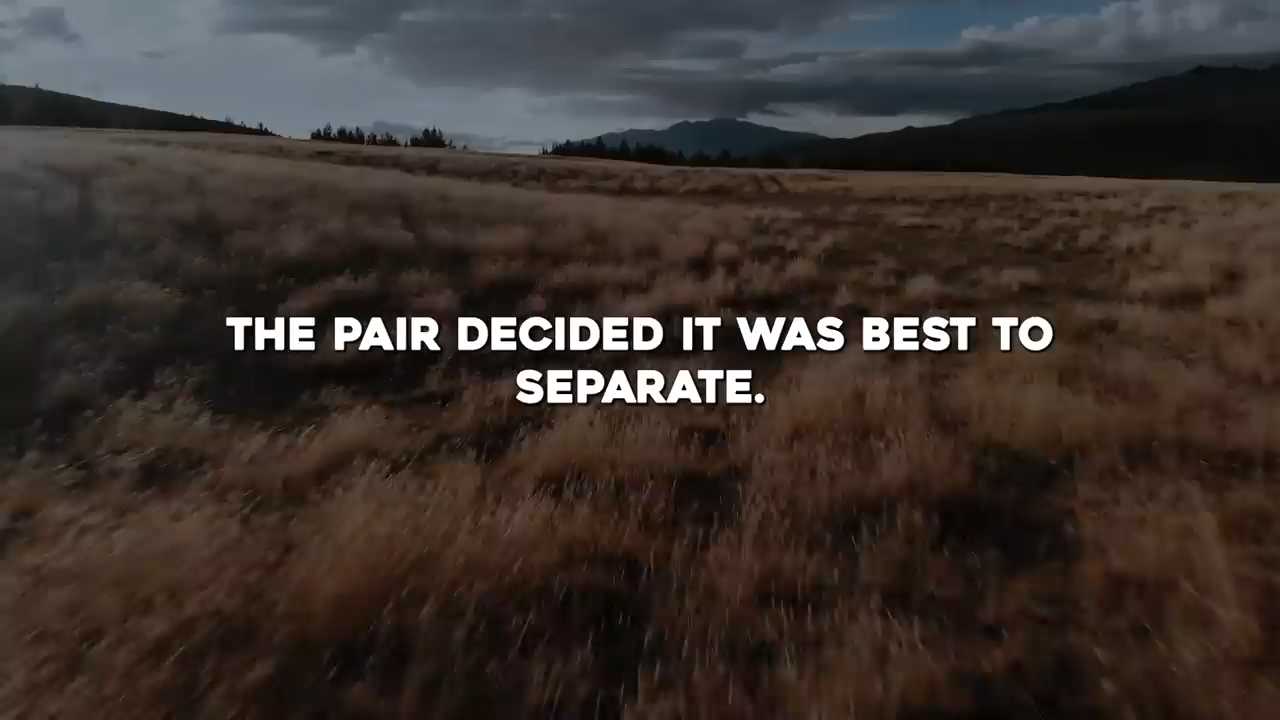 THE PAIR DECIDED IT WAS BEST TO
SEPARATE.